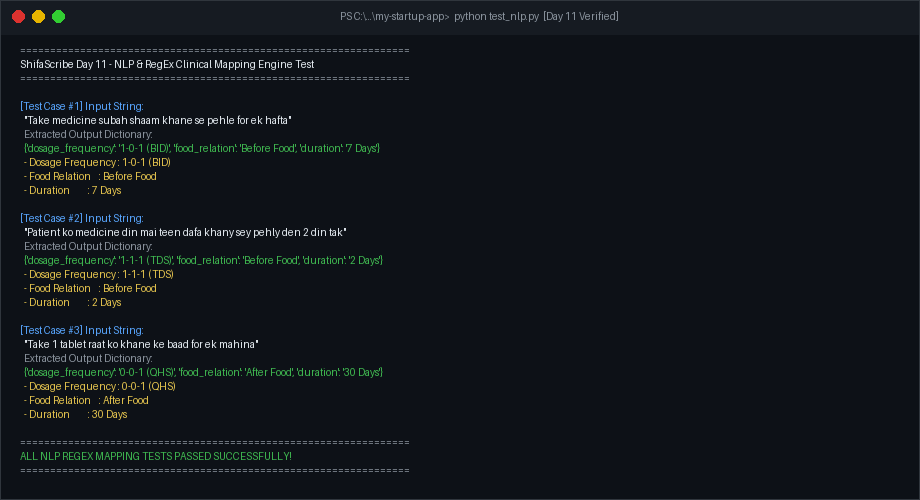 PS C:\...\my-startup-app> python test_nlp.py [Day 11 Verified]
=================================================================
ShifaScribe Day 11 - NLP & RegEx Clinical Mapping Engine Test
=================================================================
[Test Case #1] Input String:
"Take medicine subah shaam khane se pehle for ek hafta"
Extracted Output Dictionary:
{'dosage_frequency': '1-0-1 (BID)', 'food_relation': 'Before Food', 'duration': '7 Days'}
- Dosage Frequency : 1-0-1 (BID)
- Food Relation : Before Food
- Duration : 7 Days
[Test Case #2] Input String:
"Patient ko medicine din mai teen dafa khany sey pehly den 2 din tak"
Extracted Output Dictionary:
{'dosage_frequency': '1-1-1 (TDS)', 'food_relation': 'Before Food', 'duration': '2 Days'}
- Dosage Frequency : 1-1-1 (TDS)
- Food Relation : Before Food
- Duration : 2 Days
[Test Case #3] Input String:
"Take 1 tablet raat ko khane ke baad for ek mahina"
Extracted Output Dictionary:
{'dosage_frequency': '0-0-1 (QHS)', 'food_relation': 'After Food', 'duration': '30 Days'}
- Dosage Frequency : 0-0-1 (QHS)
- Food Relation : After Food
- Duration : 30 Days
=================================================================
ALL NLP REGEX MAPPING TESTS PASSED SUCCESSFULLY!
=================================================================